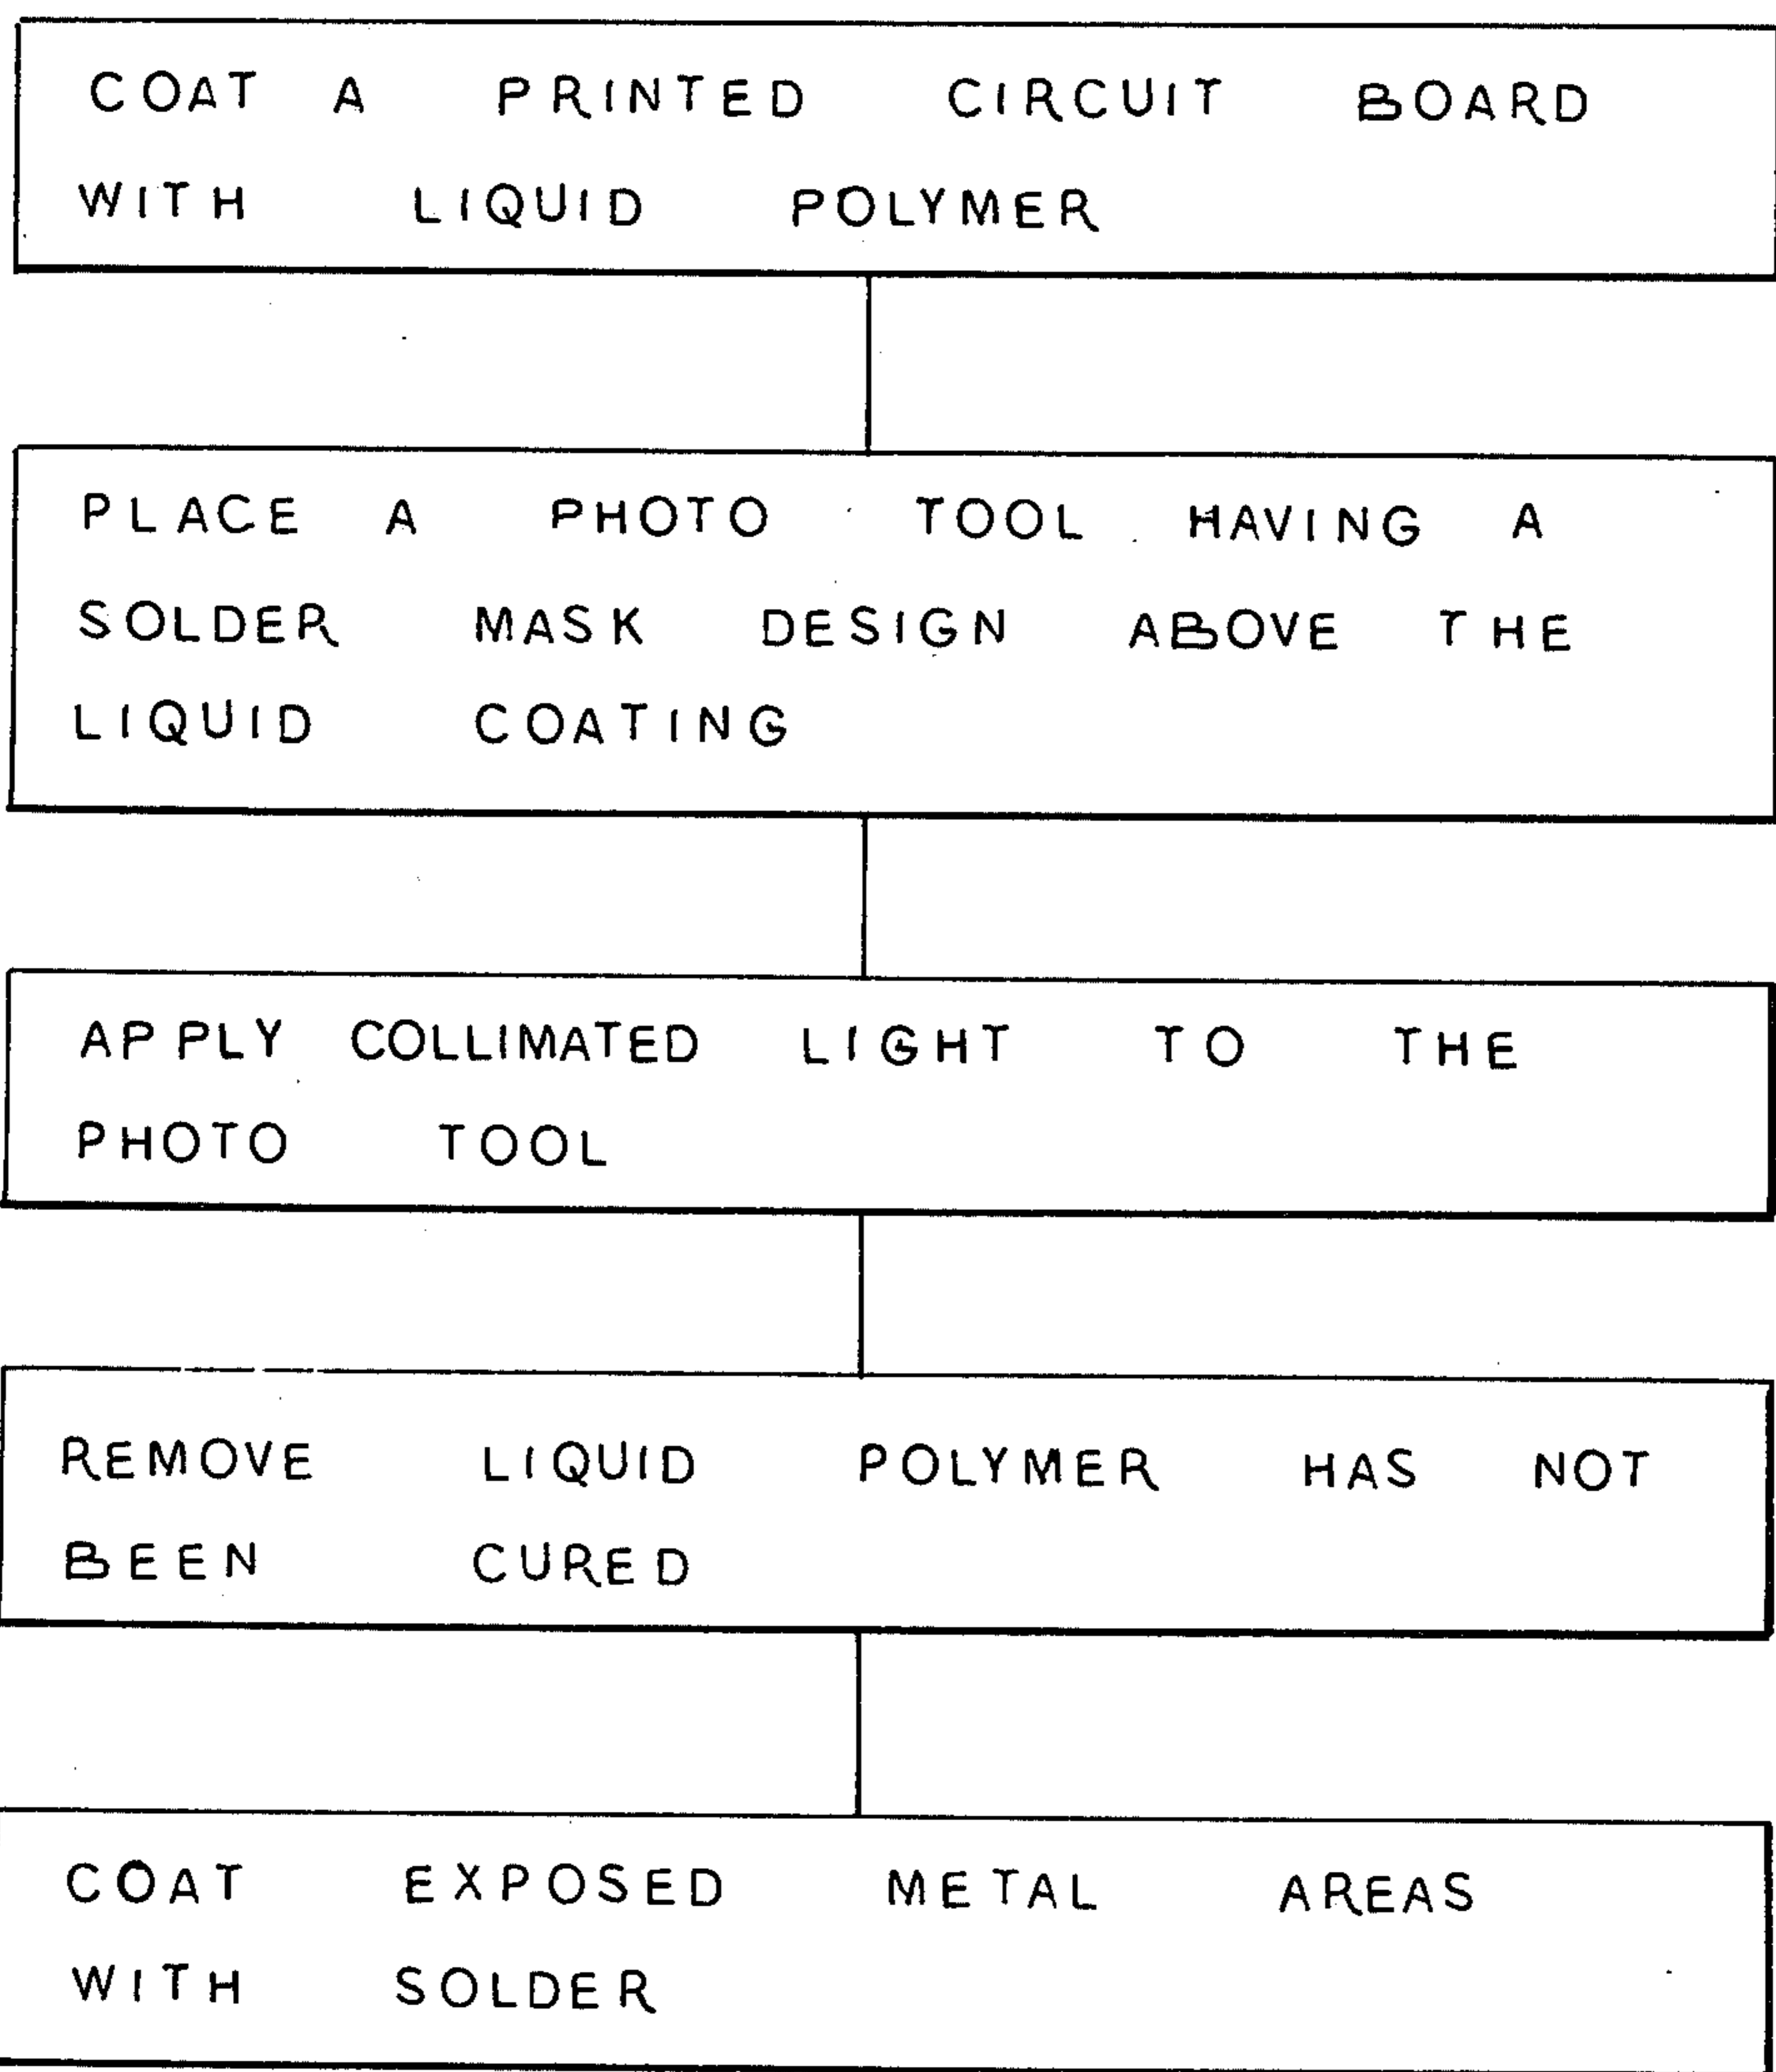 COAT A PRINTED CIRCUIT BOARD
WITH LIQUID POLYMER
PLACE A PHOTO TOOL HAVING A
SOLDER MASK DESIGN ABOVE THE
LIQUID COATING
APPLY COLLIMATED LIGHT TO THE
PHOTO TOOL
REMOVE LIQUID POLYMER HAS NOT
BEEN CURED
COAT EXPOSED METAL AREAS
WITH SOLDER